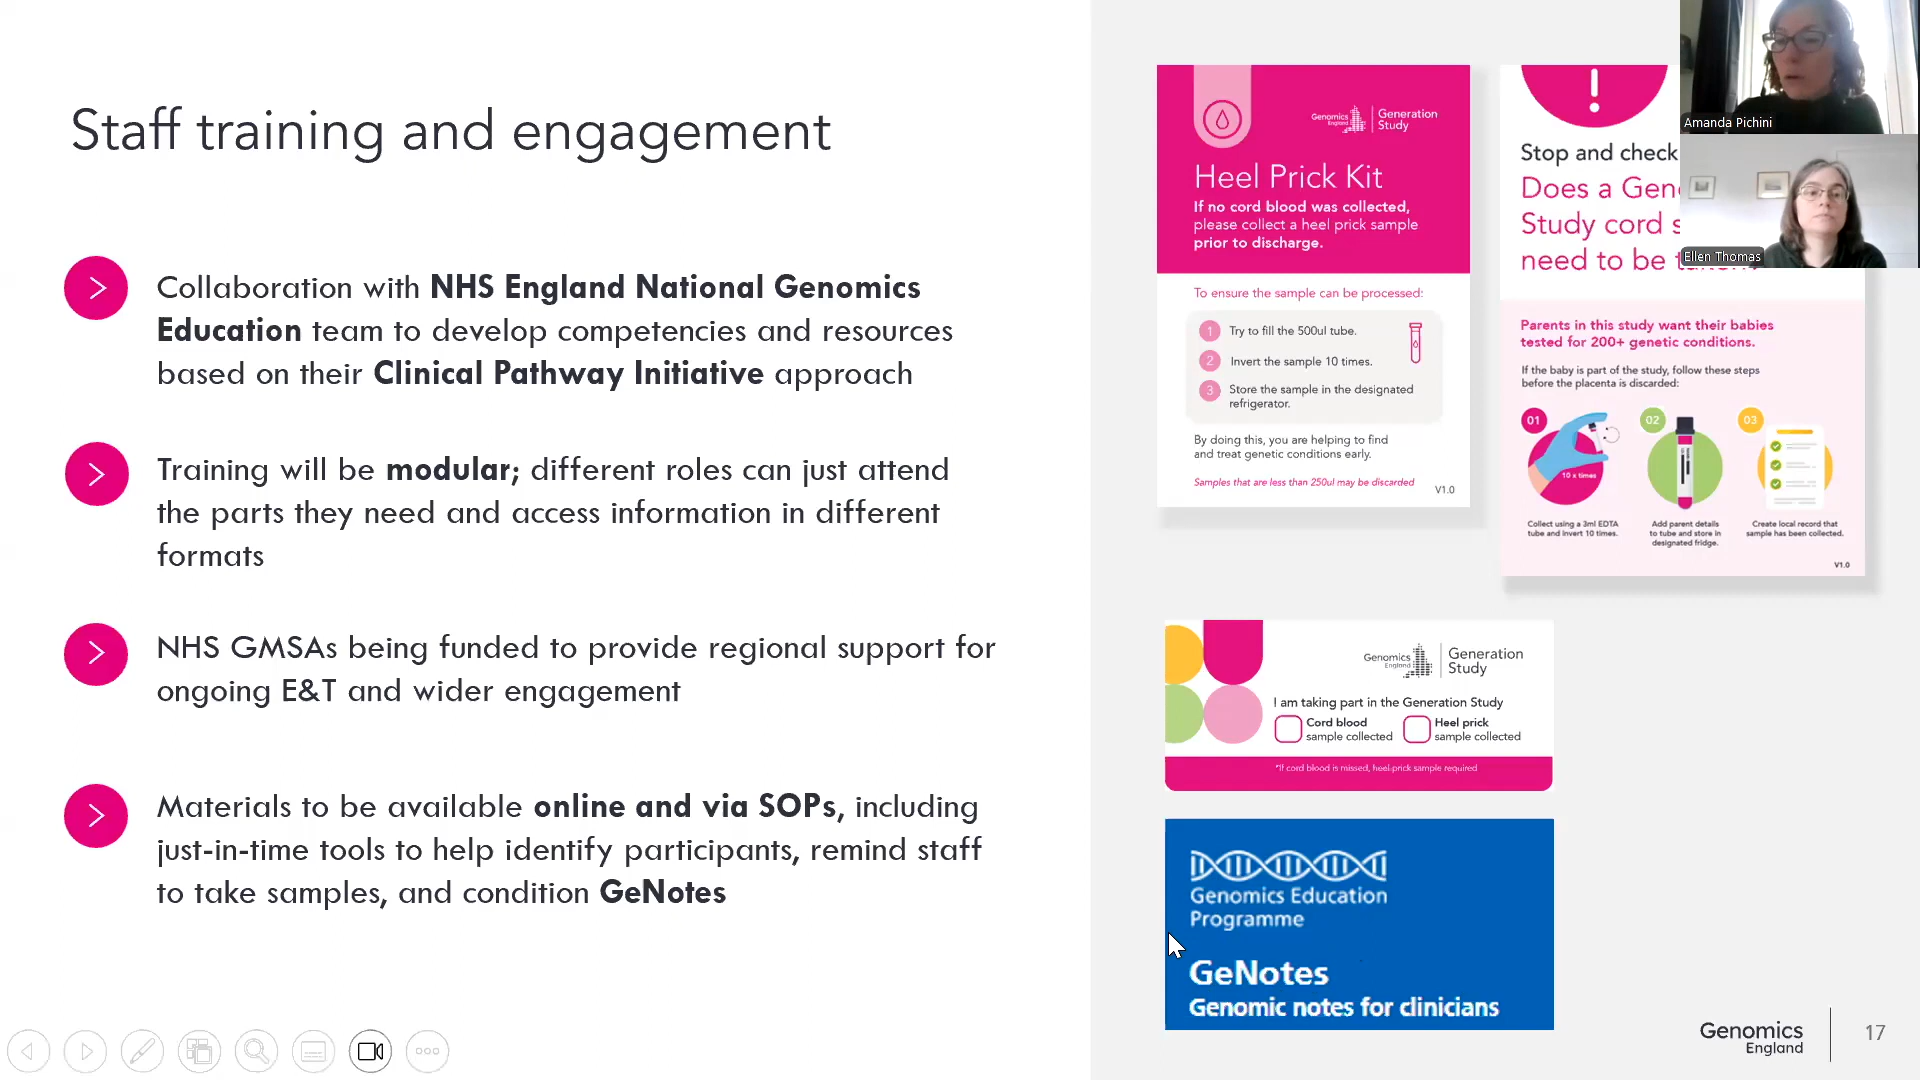 Staff training and engagement
Collaboration with NHS England National Genomics
Education team to develop competencies and resources
based on their Clinical Pathway Initiative approach
Training will be modular; different roles can just attend
the parts they need and access information in different
formats
NHS GMSAs being funded to provide regional support for
ongoing E&T and wider engagement
Materials to be available online and via SOPs, including
just-in-time tools to help identify participants, remind staff
to take samples, and condition GeNotes
Genomics England
Generation Study
Heel Prick Kit
If no cord blood was collected,
please collect a heel prick sample
prior to discharge.
To ensure the sample can be processed:
1 Try to fill the 500ul tube.
2 Invert the sample 10 times.
3 Store the sample in the designated
refrigerator.
By doing this, you are helping to find
and treat genetic conditions early.
Samples that are less than 250ul may be discarded
V1.0
!
Stop and check
Does a Gen
Study cord s
need to be
Parents in this study want their babies
tested for 200+ genetic conditions.
If the baby is part of the study, follow these steps
before the placenta is discarded:
01
10 x times
Collect using a 3ml EDTA
tube and invert 10 times.
02
Add parent details
to tube and store in
designated fridge.
03
Create local record that
sample has been collected.
V1.0
Amanda Pichini
Ellen Thomas
Genomics England
Generation Study
I am taking part in the Generation Study
Cord blood
sample collected
Heel prick
sample collected
*If cord blood is missed, heel-prick sample required
Genomics Education
Programme
GeNotes
Genomic notes for clinicians
Genomics
England
17